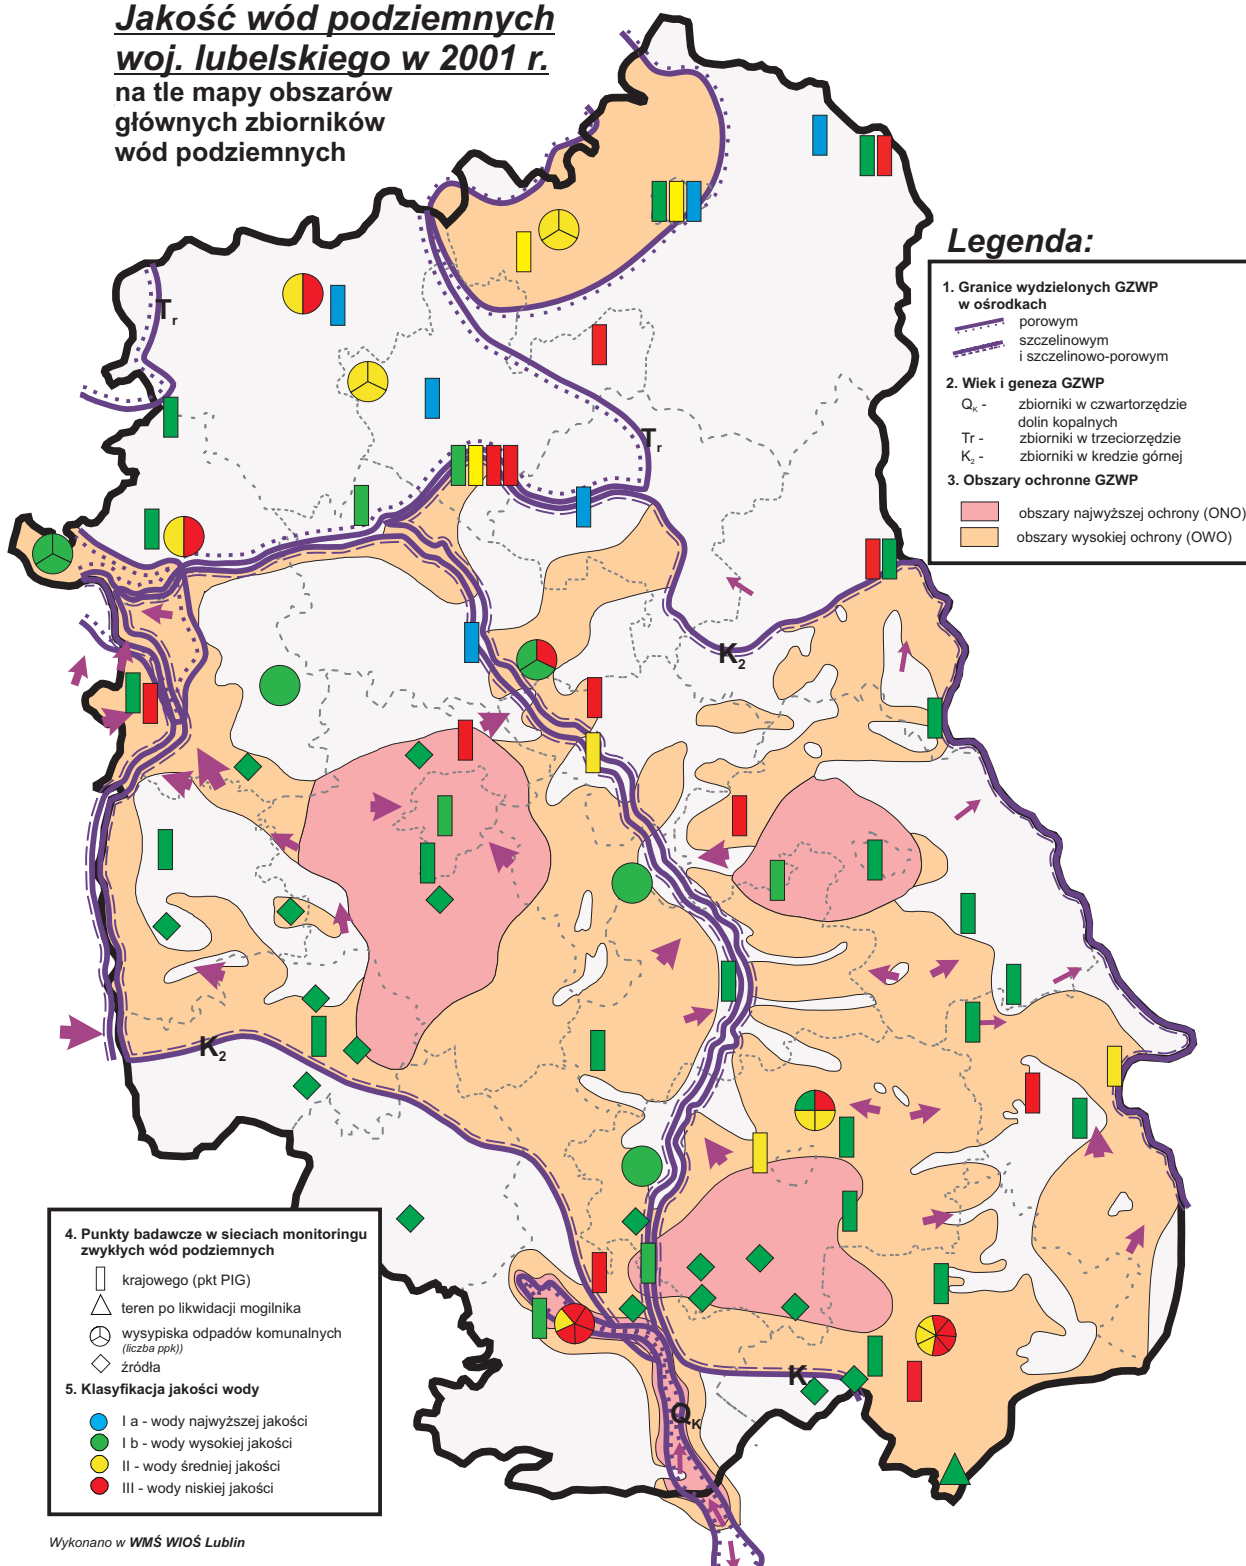 Jakość wód podziemnych
woj. lubelskiego w 2001 r.
na tle mapy obszarów
głównych zbiorników
wód podziemnych
Legenda:
1. Granice wydzielonych GZWP
w ośrodkach
porowym
szczelinowym
i szczelinowo-porowym
2. Wiek i geneza GZWP
QK - zbiorniki w czwartorzędzie
dolin kopalnych
Tr - zbiorniki w trzeciorzędzie
K2 - zbiorniki w kredzie górnej
3. Obszary ochronne GZWP
obszary najwyższej ochrony (ONO)
obszary wysokiej ochrony (OWO)
Tr
Tr
K2
K2
K
QK
4. Punkty badawcze w sieciach monitoringu
zwykłych wód podziemnych
krajowego (pkt PIG)
teren po likwidacji mogilnika
wysypiska odpadów komunalnych
(liczba ppk))
źródła
5. Klasyfikacja jakości wody
I a - wody najwyższej jakości
I b - wody wysokiej jakości
II - wody średniej jakości
III - wody niskiej jakości
Wykonano w WMŚ WIOŚ Lublin